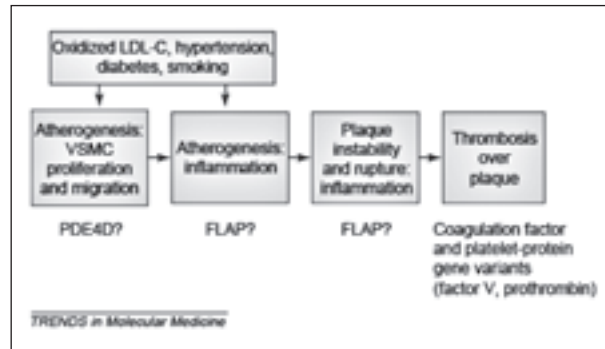 Oxidized LDL-C, hypertension,
diabetes, smoking
Atherogenesis:
VSMC
proliferation
and migration
Atherogenesis:
inflammation
Plaque
instability
and rupture:
inflammation
Thrombosis
over
plaque
PDE4D?
FLAP?
FLAP?
Coagulation factor
and platelet-protein
gene variants
(factor V, prothrombin)
TRENDS in Molecular Medicine